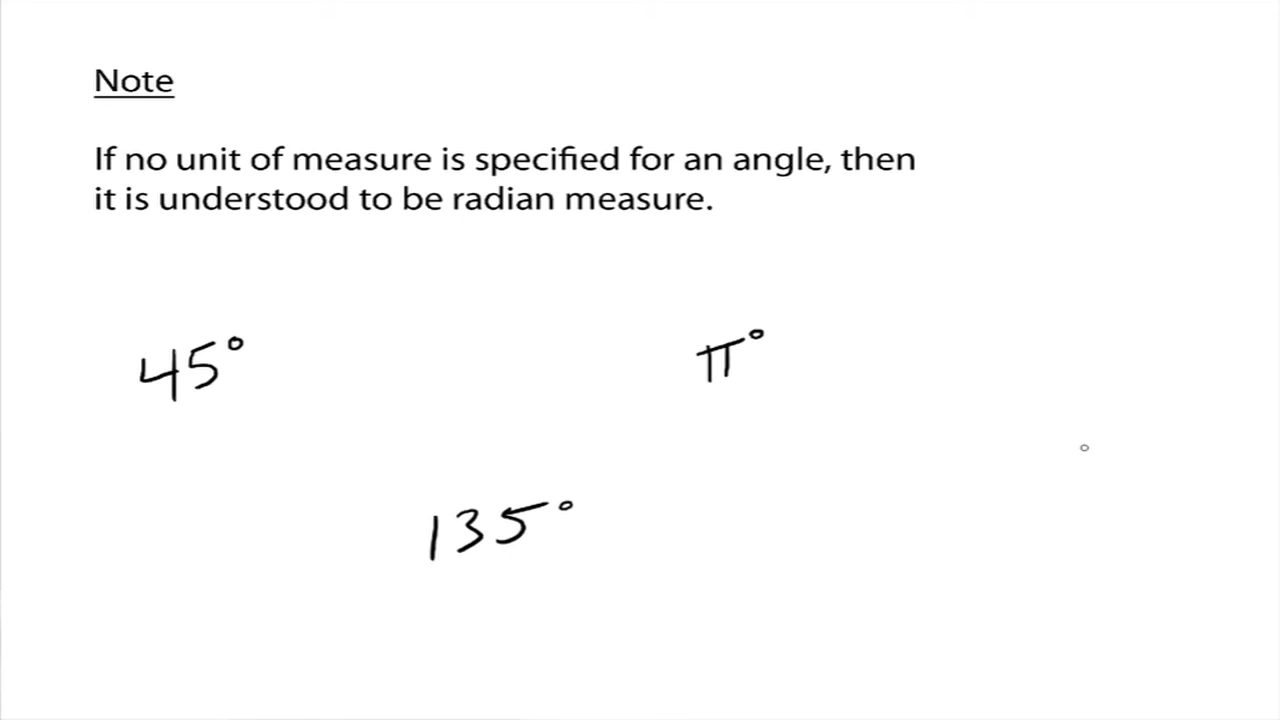 Note
If no unit of measure is specified for an angle, then
it is understood to be radian measure.
45° π°
135°